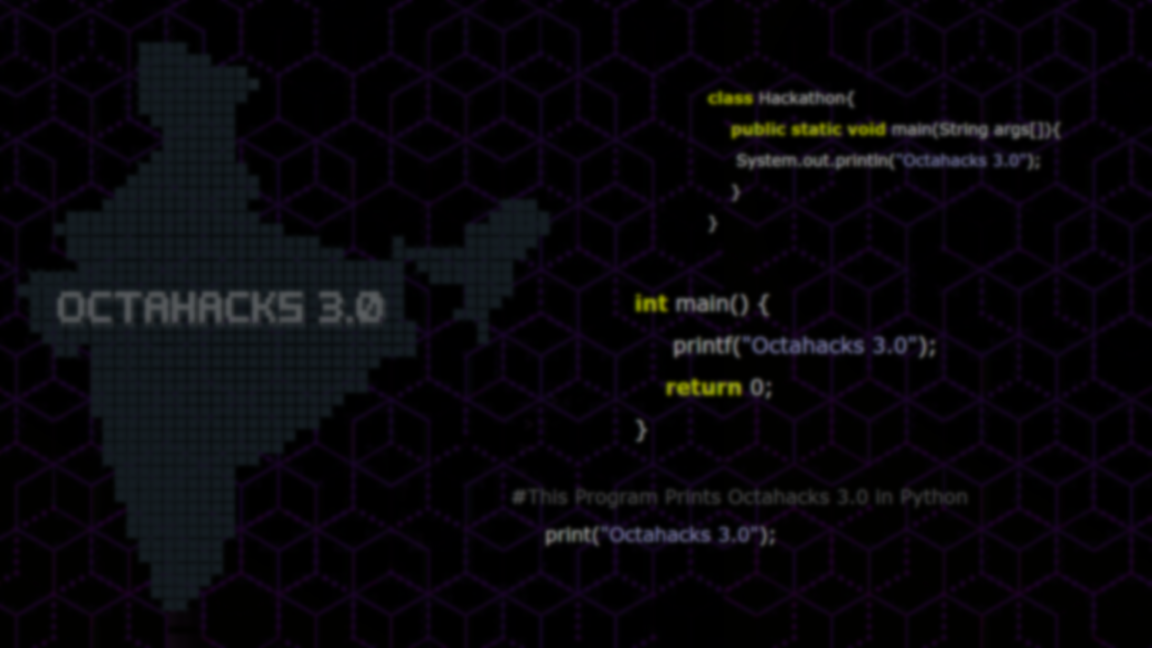 OCTAHACKS 3.0
class Hackathon{
public static void main(String args[]){
System.out.println("Octahacks 3.0");
}
}
int main() {
printf("Octahacks 3.0");
return 0;
}
#This Program Prints Octahacks 3.0 in Python
print("Octahacks 3.0");